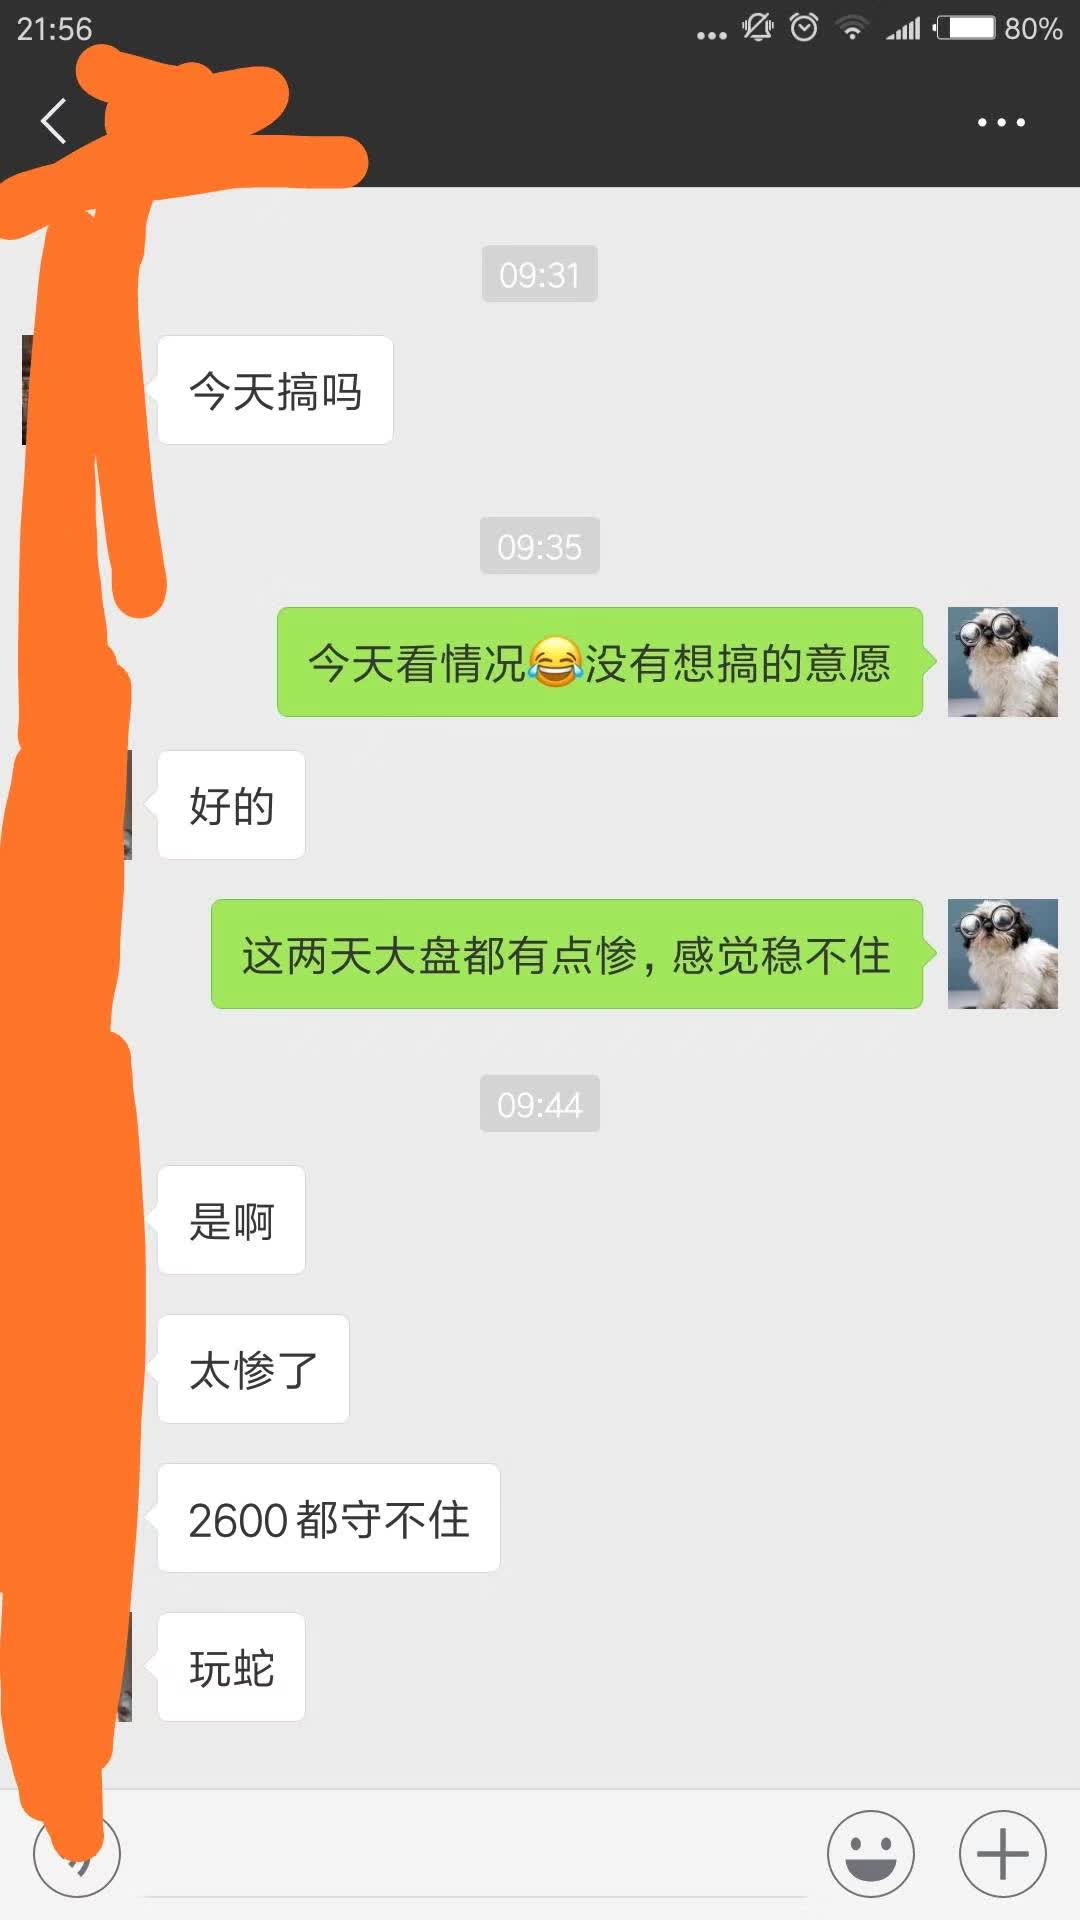 21:56
80%
09:31
今天搞吗
09:35
今天看情况😂没有想搞的意愿
好的
这两天大盘都有点惨，感觉稳不住
09:44
是啊
太惨了
2600都守不住
玩蛇